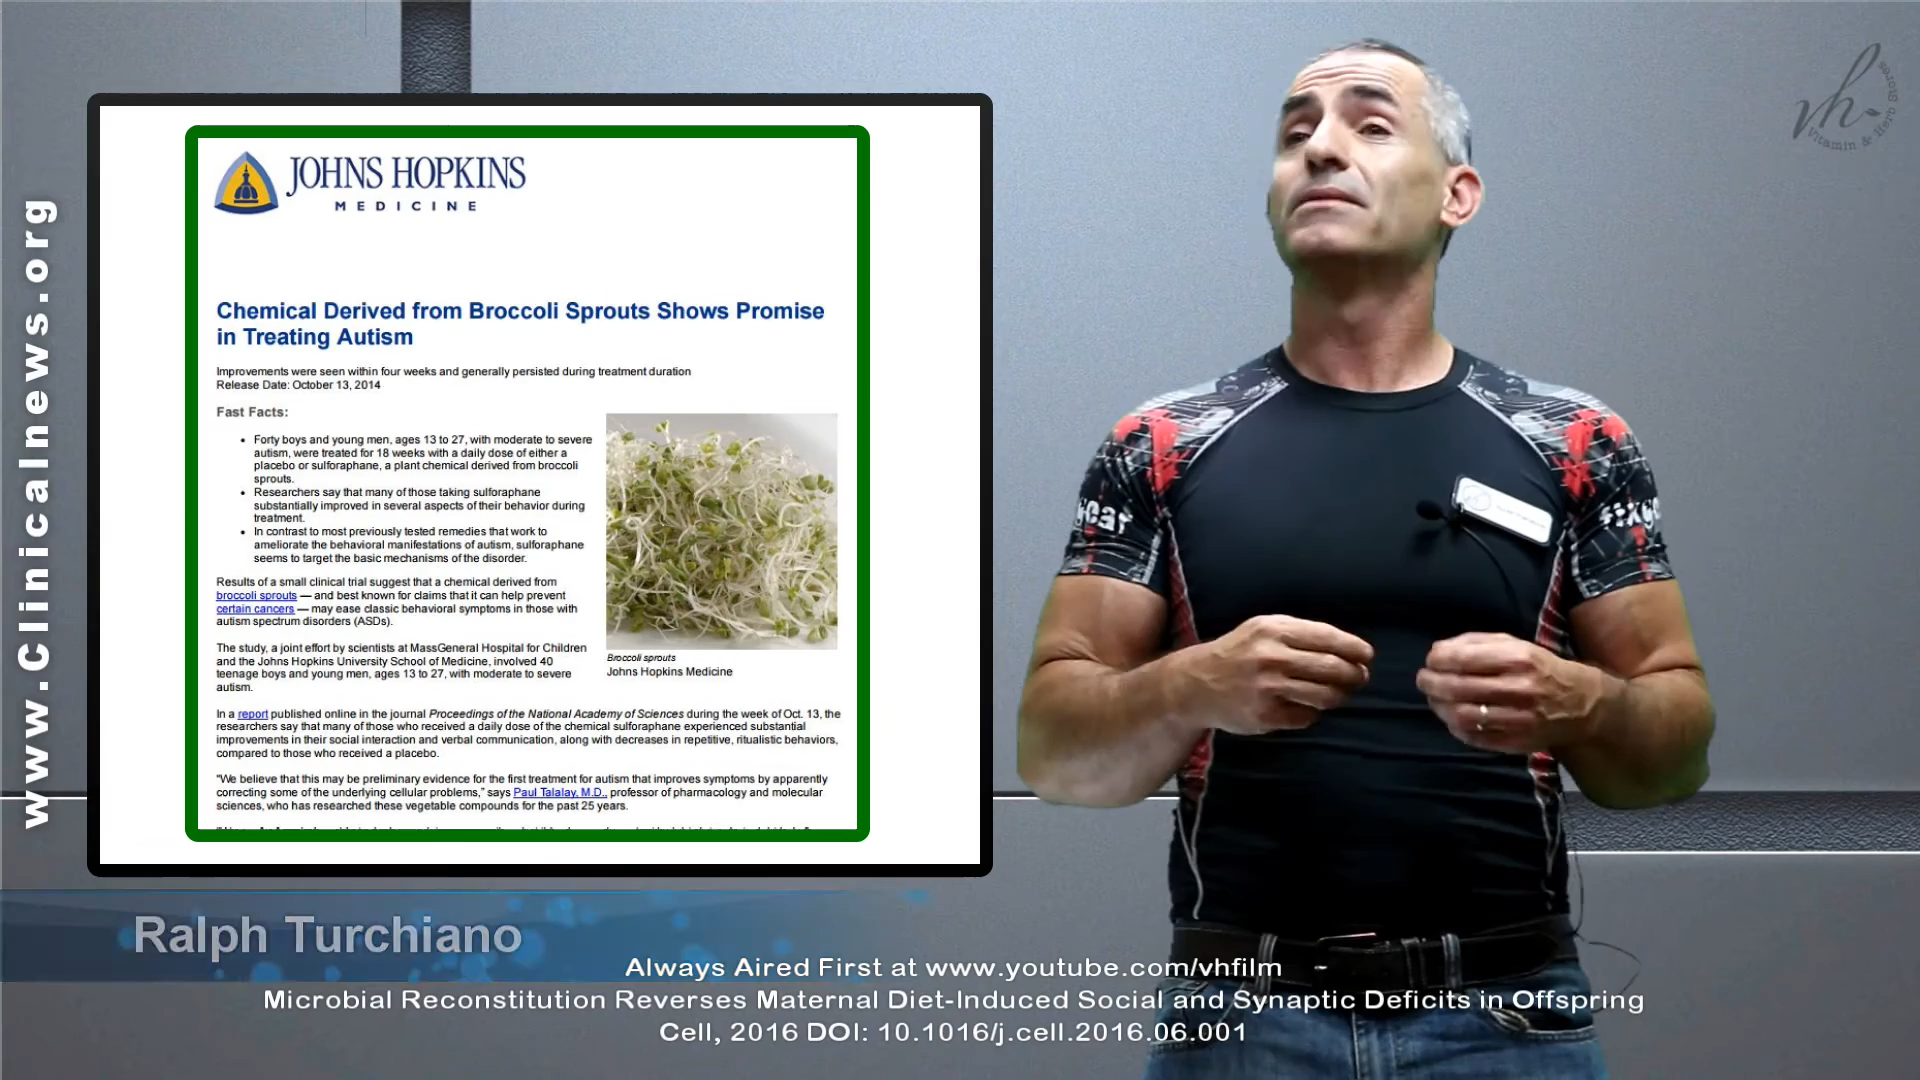 www.Clinicalnews.org
JOHNS HOPKINS
MEDICINE
Chemical Derived from Broccoli Sprouts Shows Promise
in Treating Autism
Improvements were seen within four weeks and generally persisted during treatment duration
Release Date: October 13, 2014
Fast Facts:
• Forty boys and young men, ages 13 to 27, with moderate to severe
autism, were treated for 18 weeks with a daily dose of either a
placebo or sulforaphane, a plant chemical derived from broccoli
sprouts.
• Researchers say that many of those taking sulforaphane
substantially improved in several aspects of their behavior during
treatment.
• In contrast to most previously tested remedies that work to
ameliorate the behavioral manifestations of autism, sulforaphane
seems to target the basic mechanisms of the disorder.
Results of a small clinical trial suggest that a chemical derived from
broccoli sprouts — and best known for claims that it can help prevent
certain cancers — may ease classic behavioral symptoms in those with
autism spectrum disorders (ASDs).
The study, a joint effort by scientists at MassGeneral Hospital for Children
and the Johns Hopkins University School of Medicine, involved 40
teenage boys and young men, ages 13 to 27, with moderate to severe
autism.
Broccoli sprouts
Johns Hopkins Medicine
In a report published online in the journal Proceedings of the National Academy of Sciences during the week of Oct. 13, the
researchers say that many of those who received a daily dose of the chemical sulforaphane experienced substantial
improvements in their social interaction and verbal communication, along with decreases in repetitive, ritualistic behaviors,
compared to those who received a placebo.
"We believe that this may be preliminary evidence for the first treatment for autism that improves symptoms by apparently
correcting some of the underlying cellular problems," says Paul Talalay, M.D., professor of pharmacology and molecular
sciences, who has researched these vegetable compounds for the past 25 years.
vh
Vitamin & Herb Stores
Ralph Turchiano
Always Aired First at www.youtube.com/vhfilm
Microbial Reconstitution Reverses Maternal Diet-Induced Social and Synaptic Deficits in Offspring
Cell, 2016 DOI: 10.1016/j.cell.2016.06.001